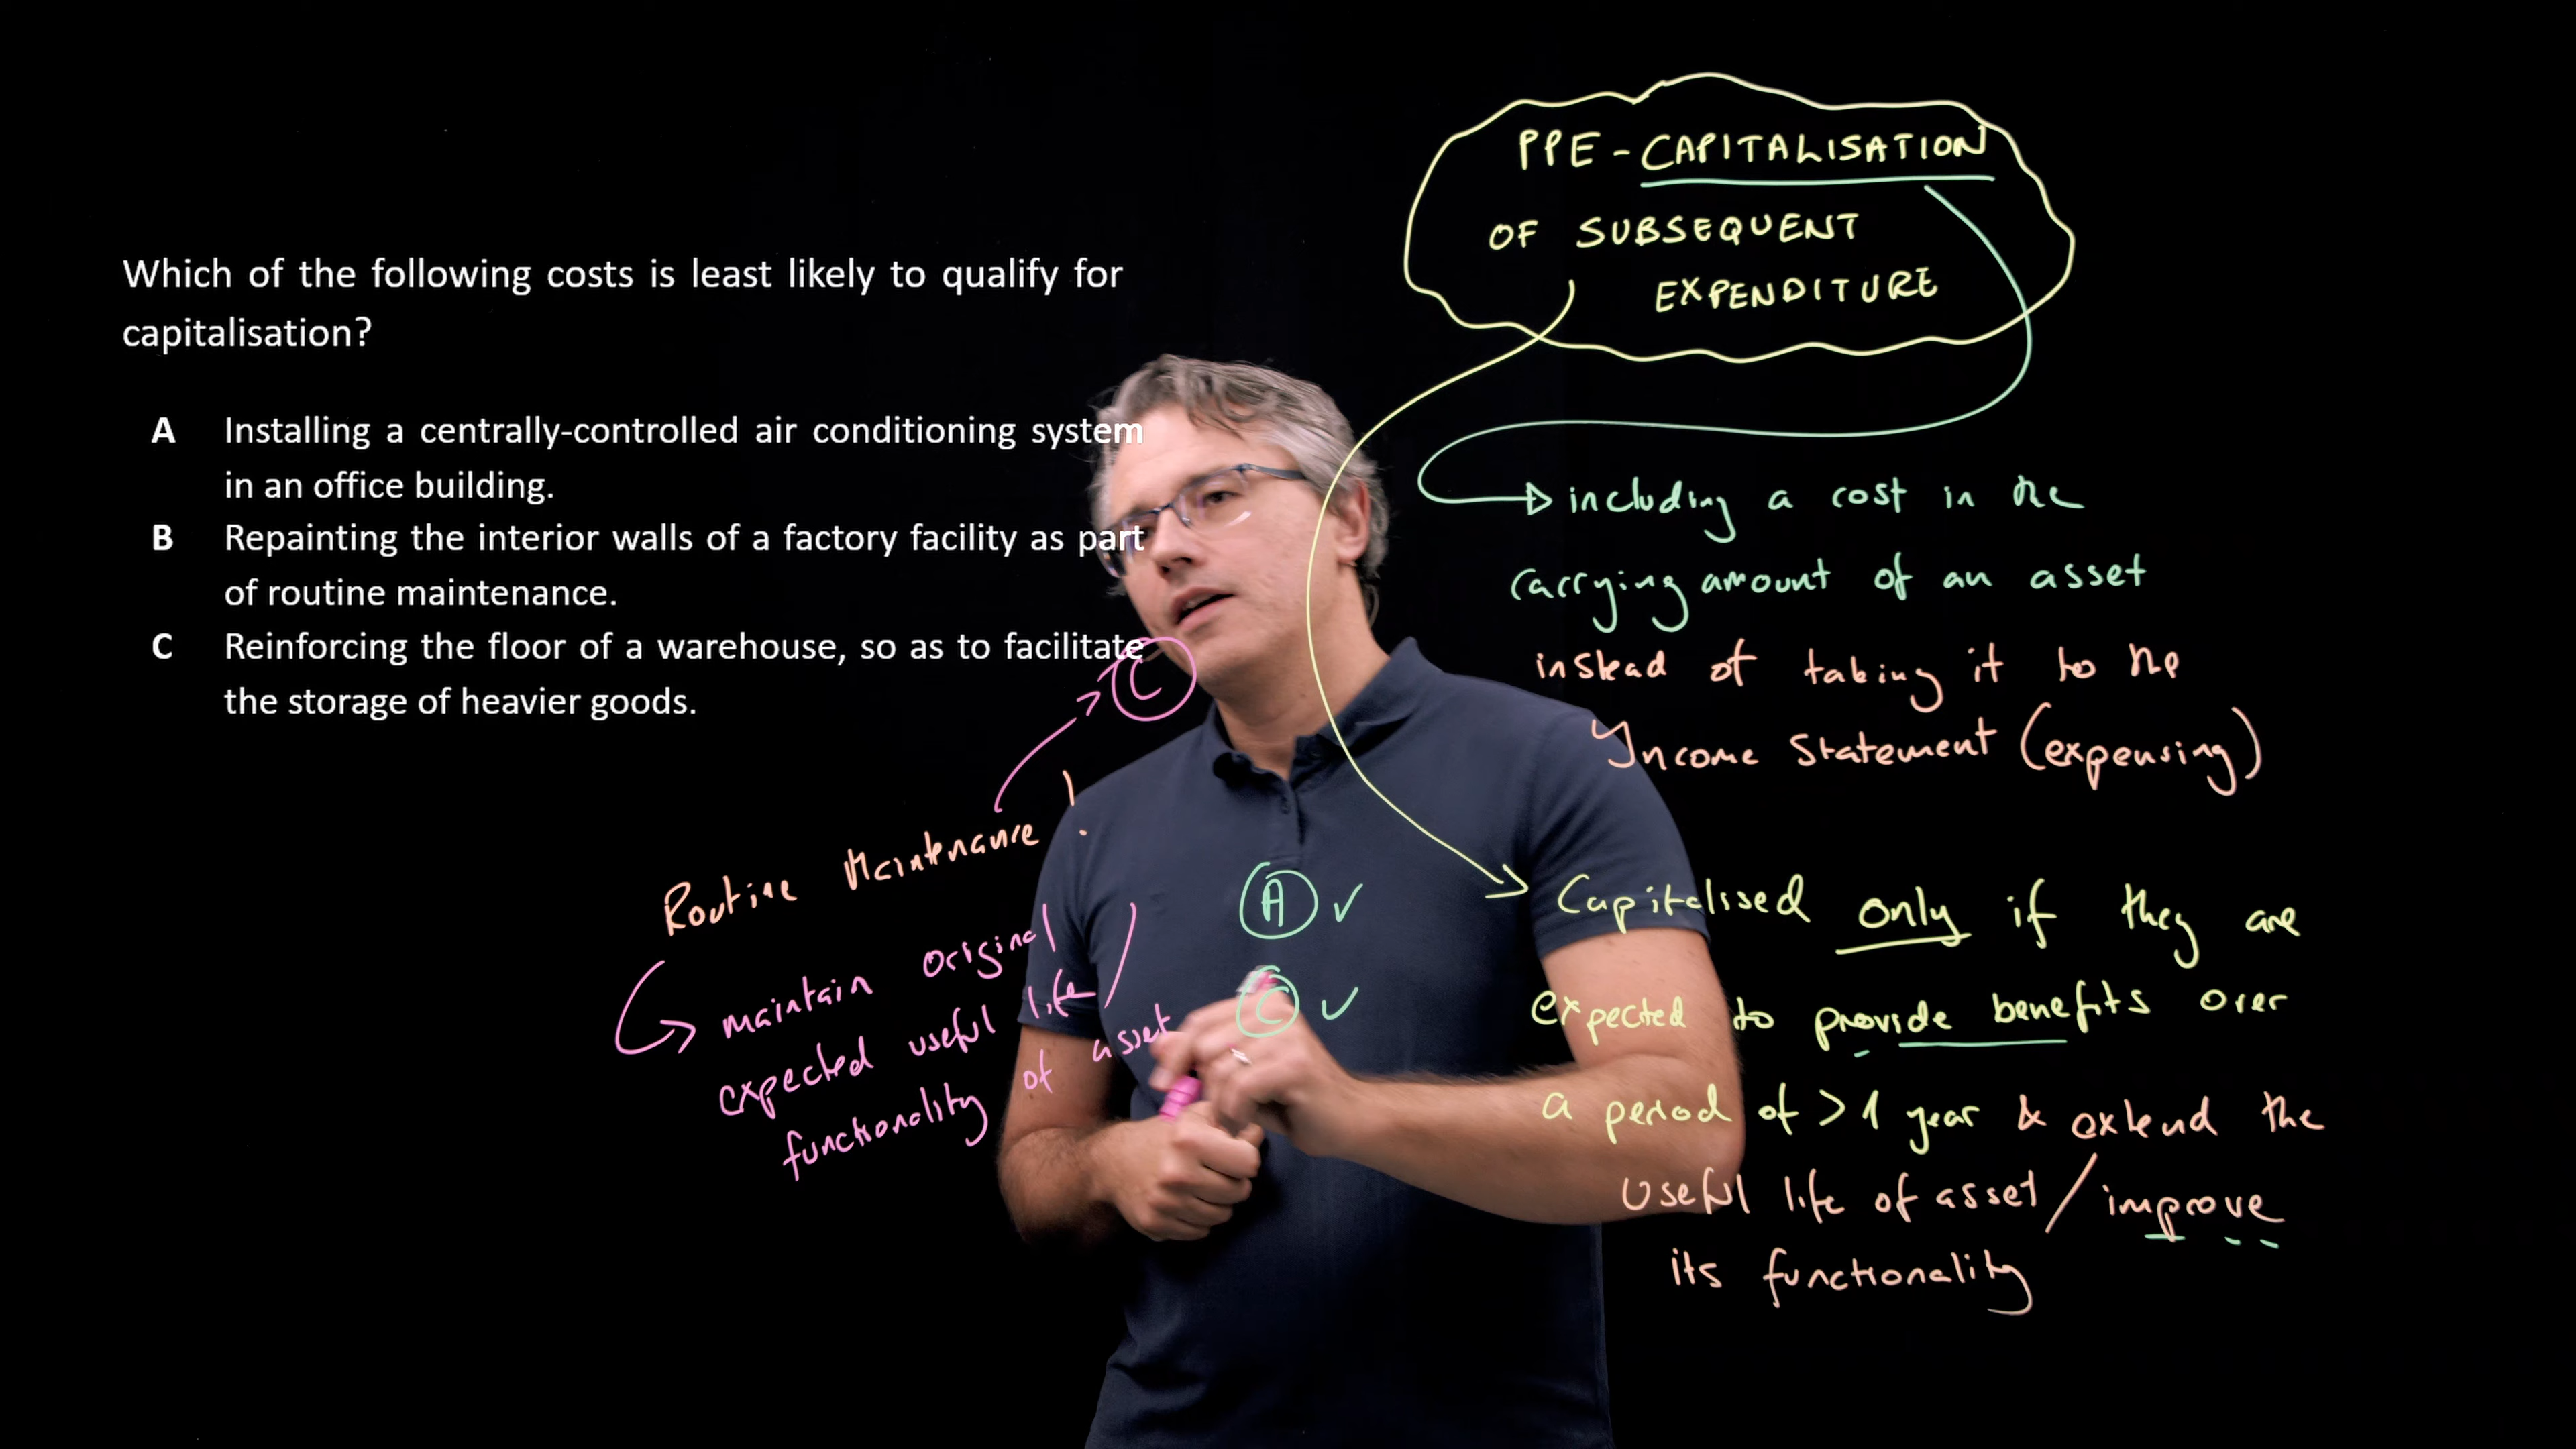 Which of the following costs is least likely to qualify for
capitalisation?
A Installing a centrally-controlled air conditioning system
in an office building.
B Repainting the interior walls of a factory facility as part
of routine maintenance.
C Reinforcing the floor of a warehouse, so as to facilitate
the storage of heavier goods.
C
Routine Maintenance !
maintain original
expected useful life /
functionality of asset
A ✓
C ✓
PPE - CAPITALISATION
OF SUBSEQUENT
EXPENDITURE
including a cost in the
carrying amount of an asset
instead of taking it to the
Income Statement (expensing)
Capitalised only if they are
expected to provide benefits over
a period of > 1 year & extend the
useful life of asset / improve
its functionality